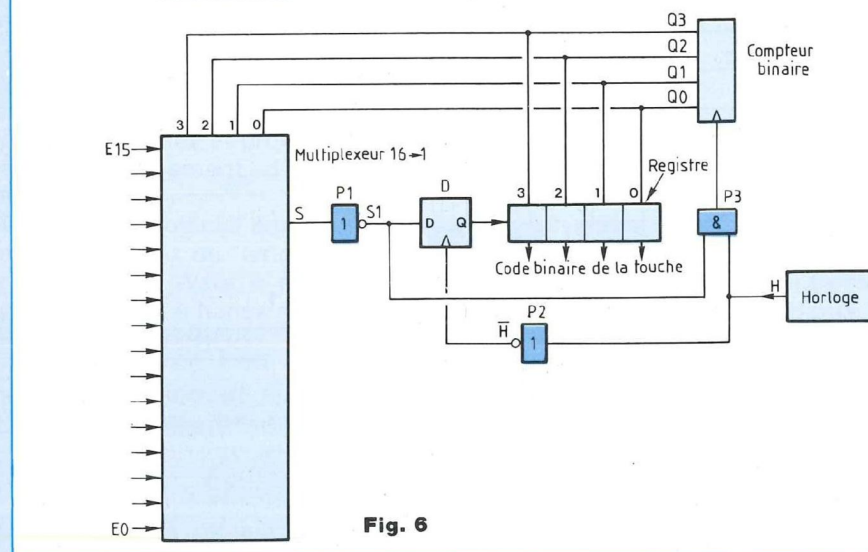 Q3
Q2
Q1
Q0
Compteur
binaire
3 2 1 0
E15
Multiplexeur 16→1
S
P1
1
S1
D
D Q
3 2 1 0
Registre
P3
&
Code binaire de la touche
H
Horloge
H̅
P2
1
E0
Fig. 6